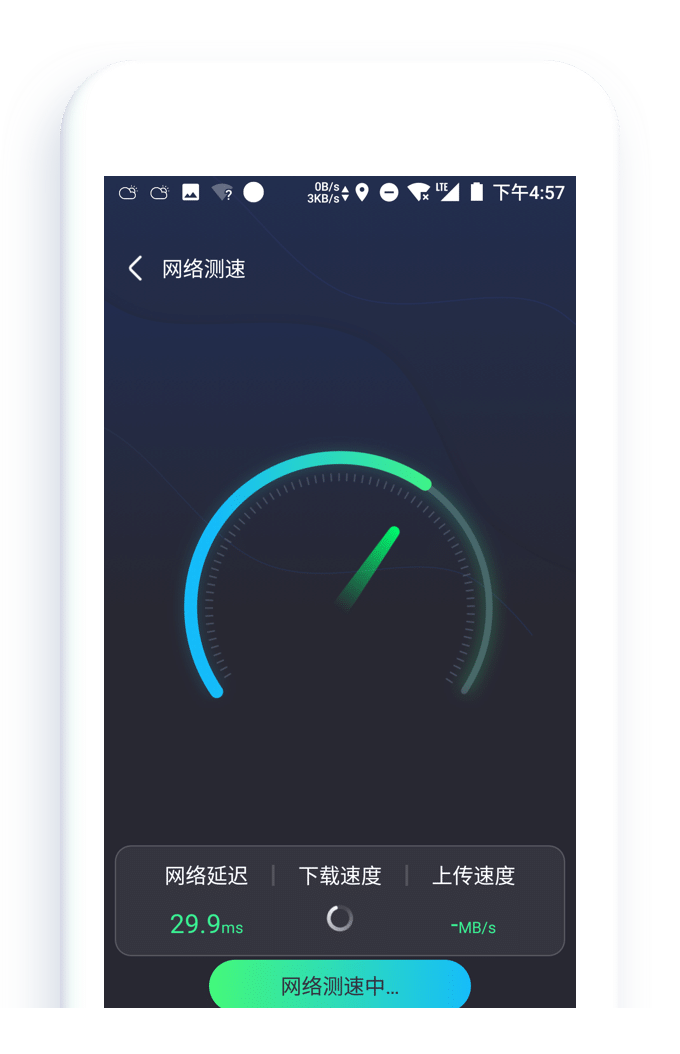 0B/s
3KB/s
LTE
下午4:57
网络测速
网络延迟 下载速度 上传速度
29.9ms -MB/s
网络测速中...